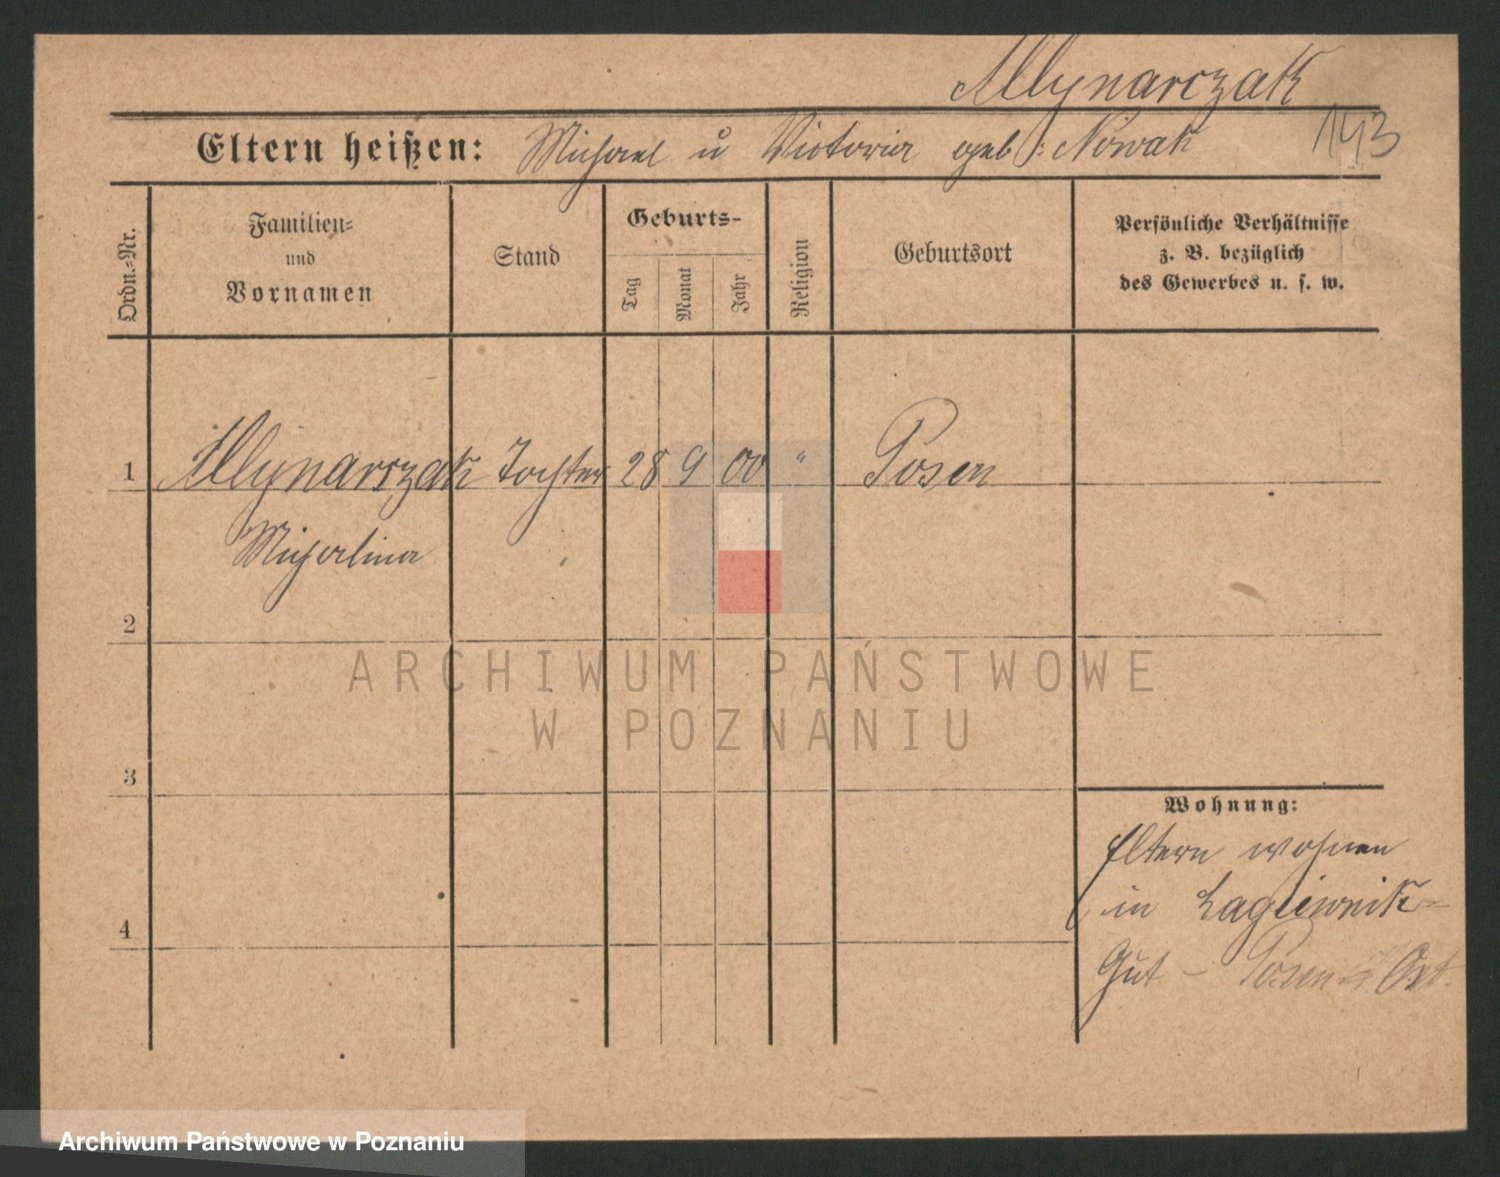 Mlynarczak
Eltern heißen: Michael u Victoria geb: Nowak 143
Ordn.-Nr.
Familien-
und
Vornamen
Stand
Geburts-
Tag
Monat
Jahr
Religion
Geburtsort
Persönliche Verhältnisse
z. B. bezüglich
des Gewerbes u. s. w.
1 Mlynarczak Tochter 28 9 00 " Posen
Michalina
2
ARCHIWUM PAŃSTWOWE
W POZNANIU
3
Wohnung:
Eltern wohnen
in Lagiewnik-
4
Gut - Posen-Ost.
Archiwum Państwowe w Poznaniu